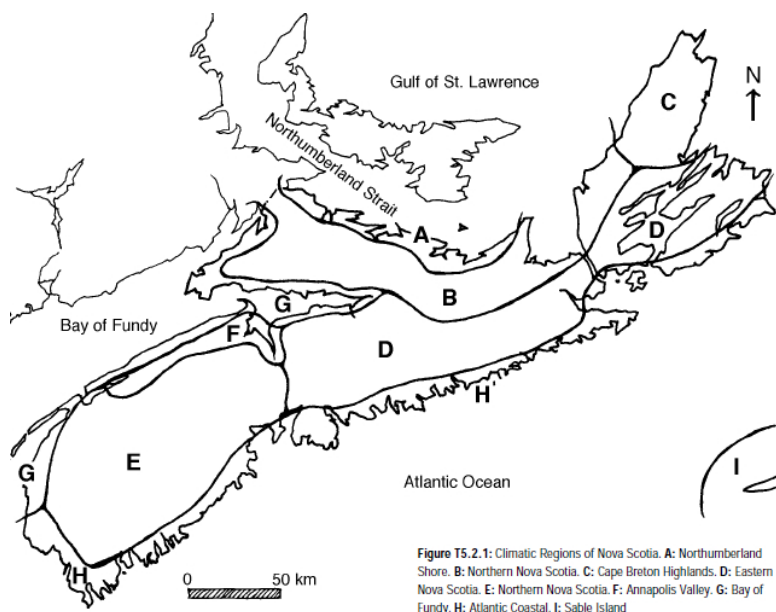 Gulf of St. Lawrence
N
C
Northumberland Strait
A
D
B
G
Bay of Fundy
F
D
H
E
G
Atlantic Ocean
I
H
0 50 km
Figure T5.2.1: Climatic Regions of Nova Scotia. A: Northumberland
Shore. B: Northern Nova Scotia. C: Cape Breton Highlands. D: Eastern
Nova Scotia. E: Northern Nova Scotia. F: Annapolis Valley. G: Bay of
Fundy. H: Atlantic Coastal. I: Sable Island